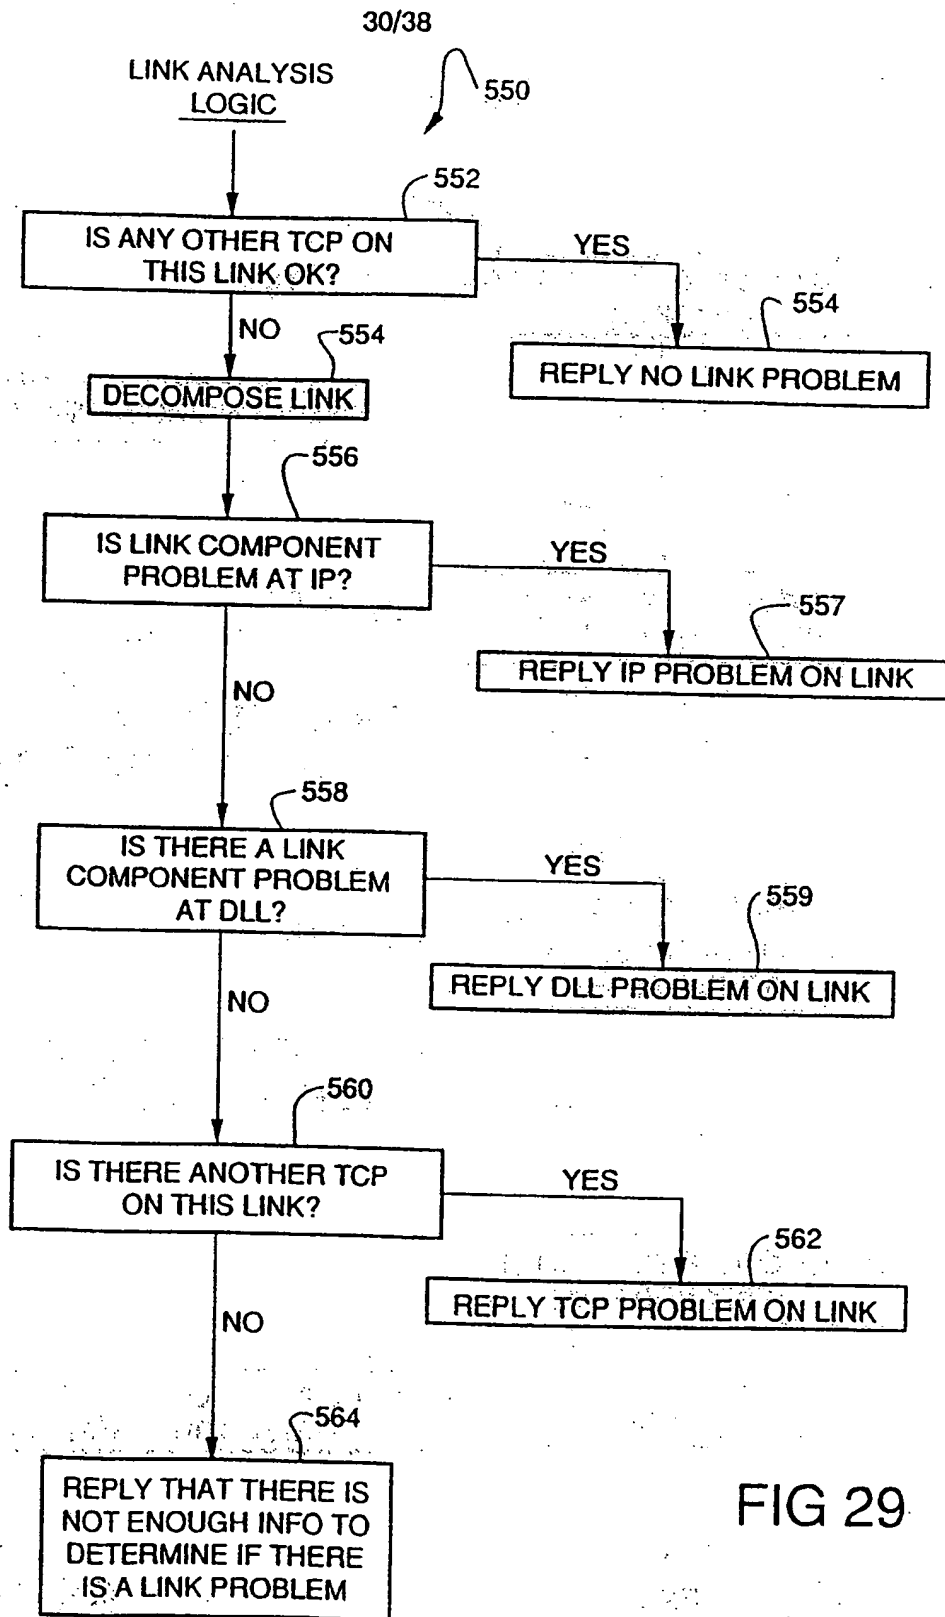 30/38
LINK ANALYSIS
LOGIC
550
552
IS ANY OTHER TCP ON
THIS LINK OK?
YES
554
REPLY NO LINK PROBLEM
NO
554
DECOMPOSE LINK
556
IS LINK COMPONENT
PROBLEM AT IP?
YES
557
REPLY IP PROBLEM ON LINK
NO
558
IS THERE A LINK
COMPONENT PROBLEM
AT DLL?
YES
559
REPLY DLL PROBLEM ON LINK
NO
560
IS THERE ANOTHER TCP
ON THIS LINK?
YES
562
REPLY TCP PROBLEM ON LINK
NO
564
REPLY THAT THERE IS
NOT ENOUGH INFO TO
DETERMINE IF THERE
IS A LINK PROBLEM
FIG 29